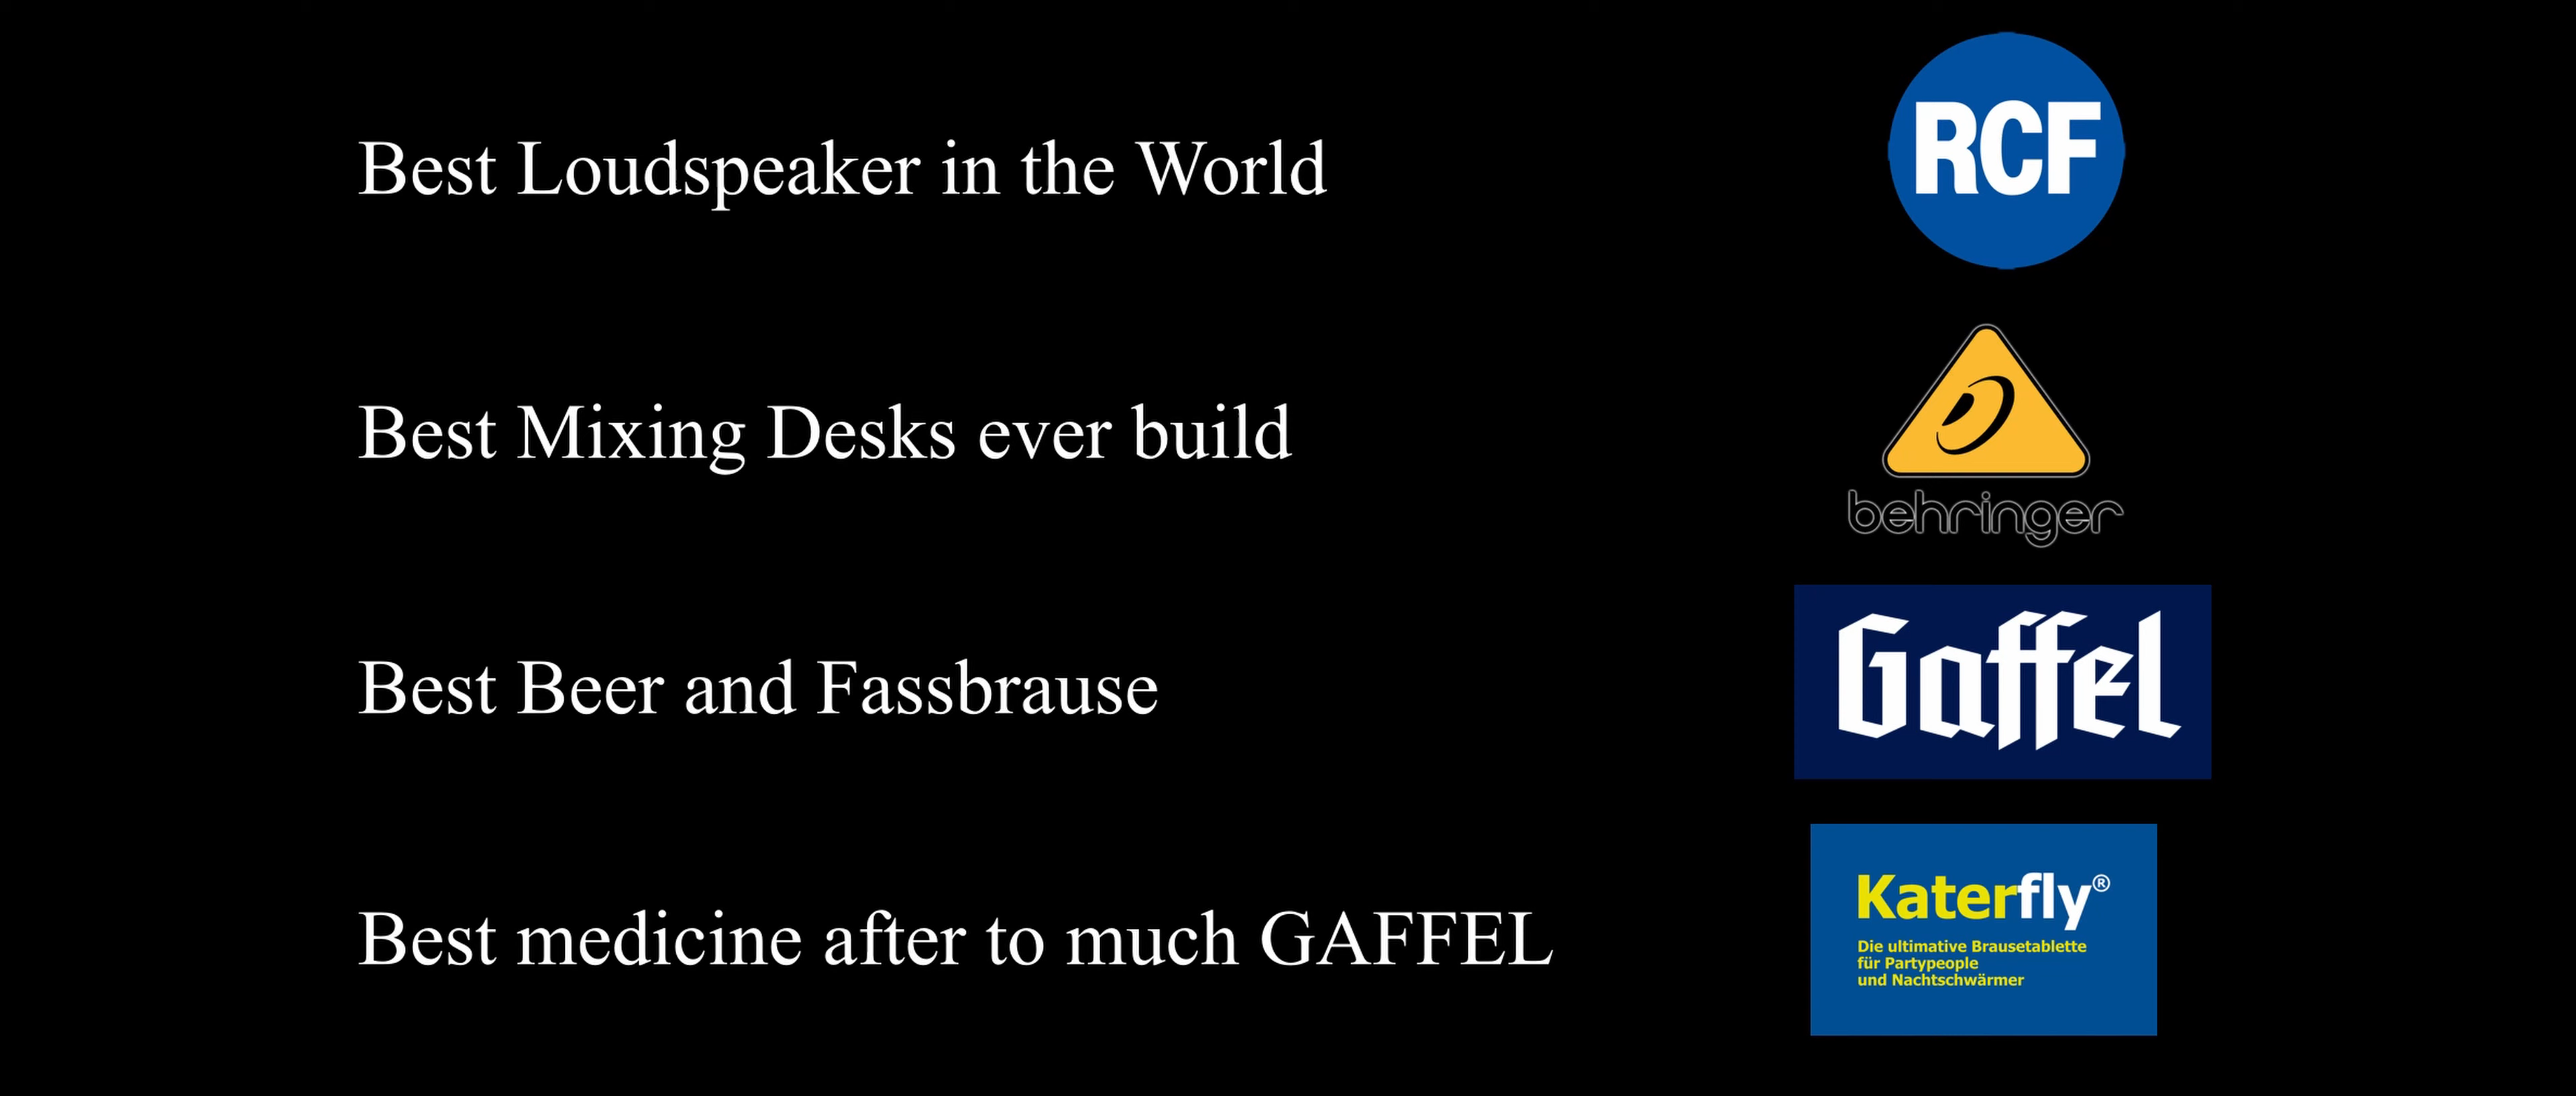 Best Loudspeaker in the World
RCF
Best Mixing Desks ever build
behringer
Best Beer and Fassbrause
Gaffel
Best medicine after to much GAFFEL
Katerfly®
Die ultimative Brausetablette
für Partypeople
und Nachtschwärmer